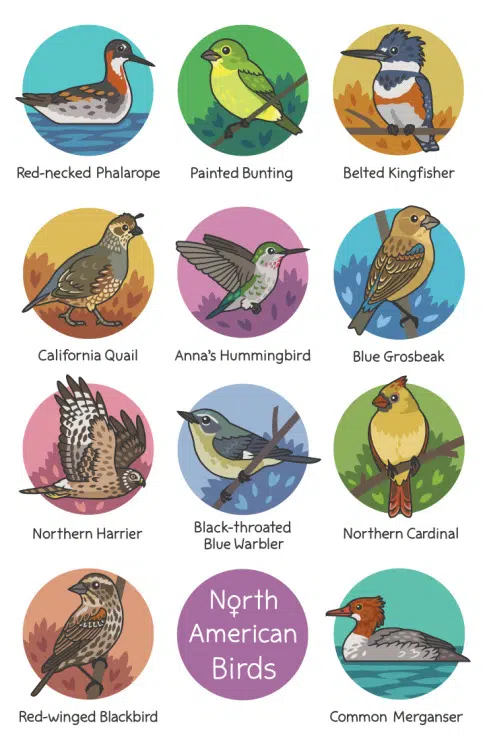 Red-necked Phalarope
Painted Bunting
Belted Kingfisher
California Quail
Anna's Hummingbird
Blue Grosbeak
Northern Harrier
Black-throated
Blue Warbler
Northern Cardinal
Red-winged Blackbird
N♀rth
American
Birds
Common Merganser